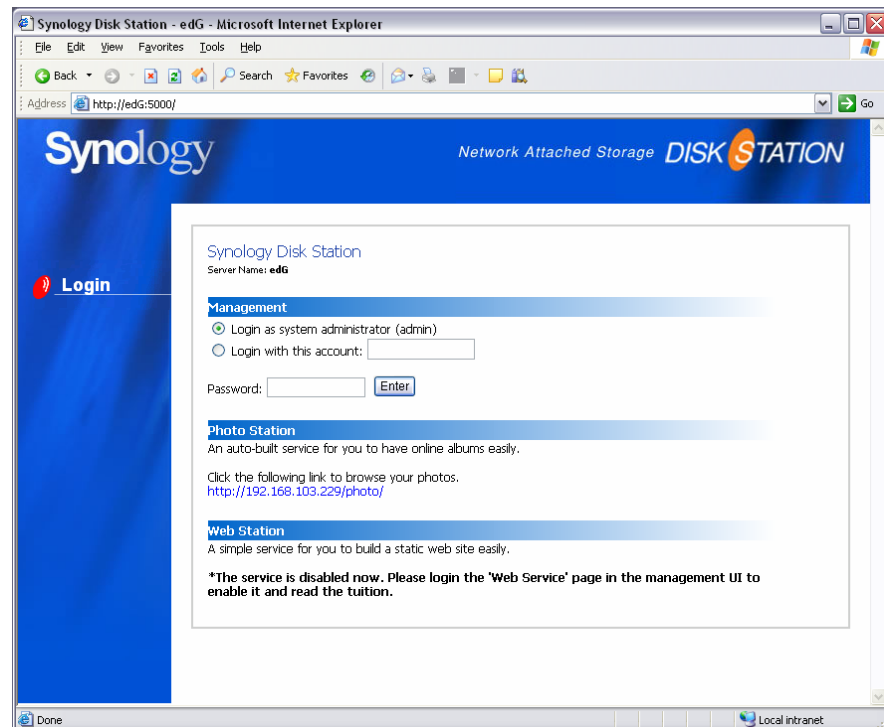 Synology Disk Station - edG - Microsoft Internet Explorer
File Edit View Favorites Tools Help
Back Search Favorites
Address http://edG:5000/ Go
Synology Network Attached Storage DISK STATION
Synology Disk Station
Server Name: edG
Login
Management
Login as system administrator (admin)
Login with this account:
Password: Enter
Photo Station
An auto-built service for you to have online albums easily.
Click the following link to browse your photos.
http://192.168.103.229/photo/
Web Station
A simple service for you to build a static web site easily.
*The service is disabled now. Please login the 'Web Service' page in the management UI to
enable it and read the tuition.
Done Local intranet